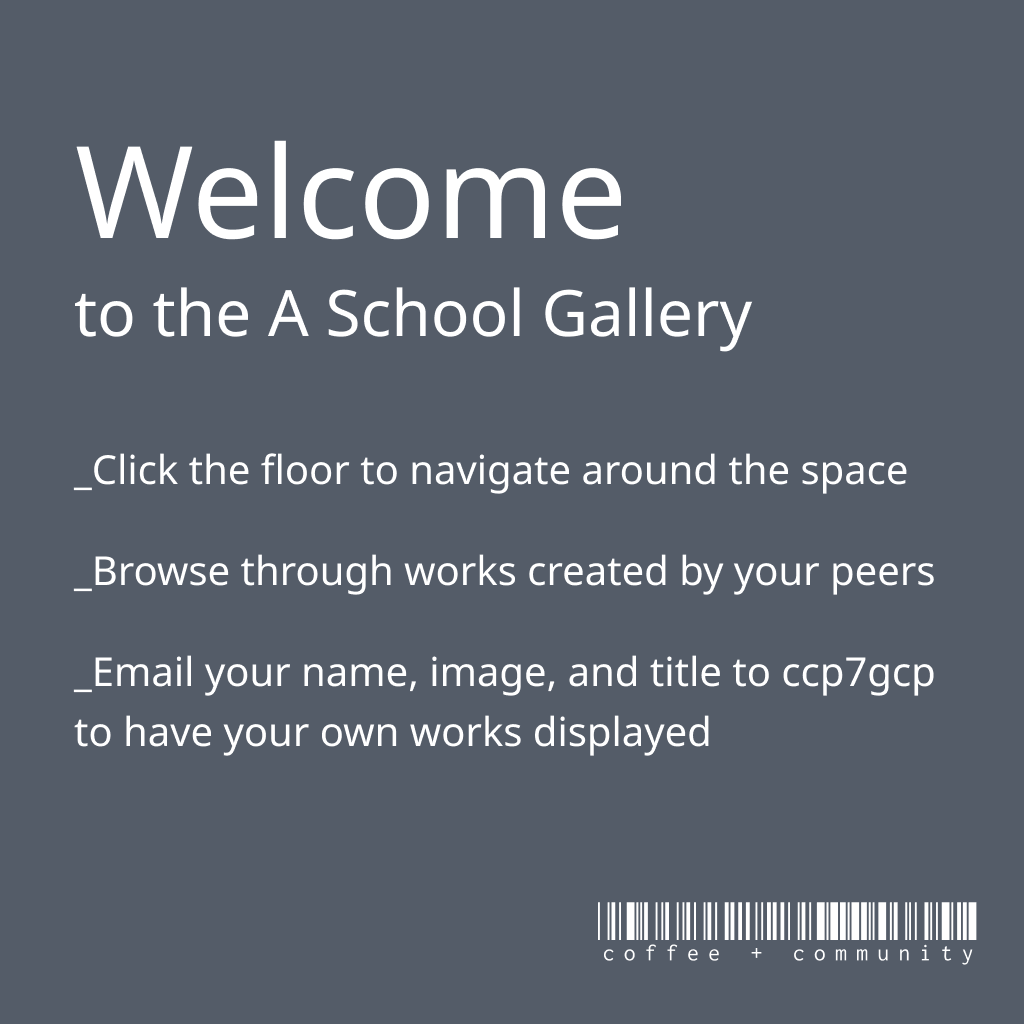 Welcome
to the A School Gallery
_Click the floor to navigate around the space
_Browse through works created by your peers
_Email your name, image, and title to ccp7gcp
to have your own works displayed
coffee + community